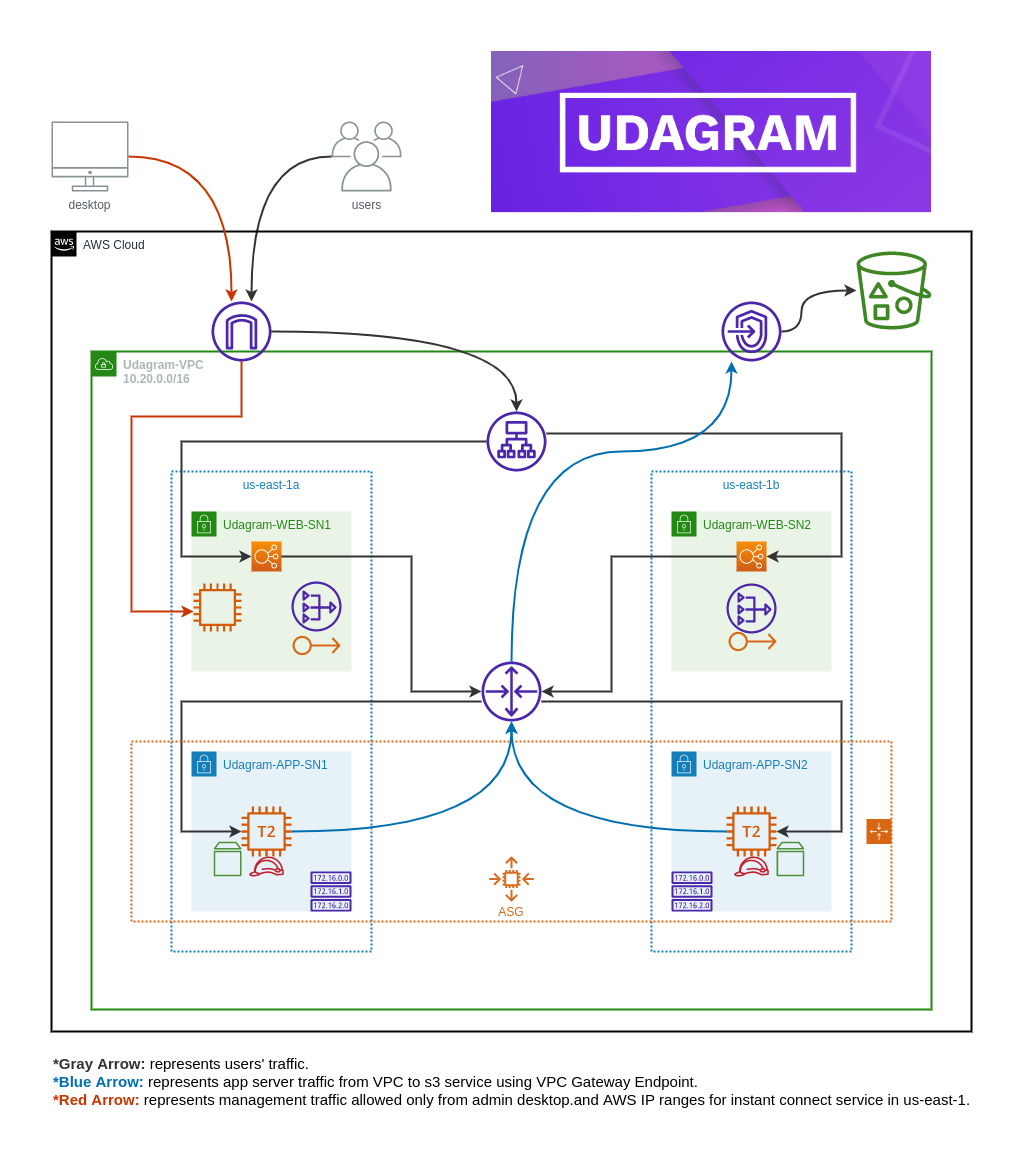 UDAGRAM
desktop
users
aws
AWS Cloud
Udagram-VPC
10.20.0.0/16
us-east-1a
us-east-1b
Udagram-WEB-SN1
Udagram-WEB-SN2
Udagram-APP-SN1
Udagram-APP-SN2
T2
T2
172.16.0.0
172.16.1.0
172.16.2.0
172.16.0.0
172.16.1.0
172.16.2.0
ASG
*Gray Arrow: represents users' traffic.
*Blue Arrow: represents app server traffic from VPC to s3 service using VPC Gateway Endpoint.
*Red Arrow: represents management traffic allowed only from admin desktop.and AWS IP ranges for instant connect service in us-east-1.